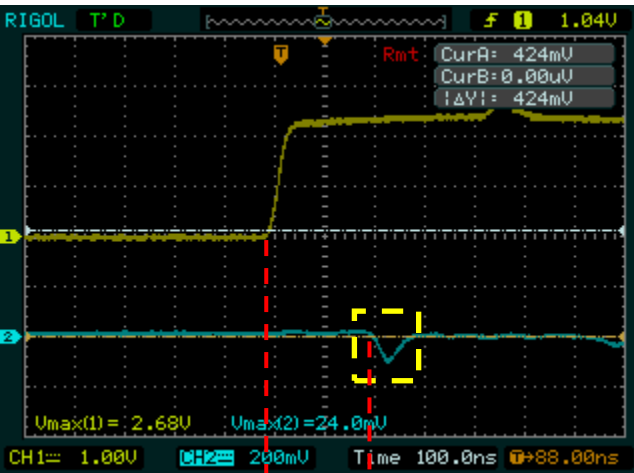 RIGOL T'D f 1 1.04V
T
T
Rmt CurA= 424mV
CurB=0.00uV
|ΔY|= 424mV
1
2
Vmax(1)= 2.68V Vmax(2)=24.0mV
CH1 1.00V CH2 200mV Time 100.0ns T→88.00ns